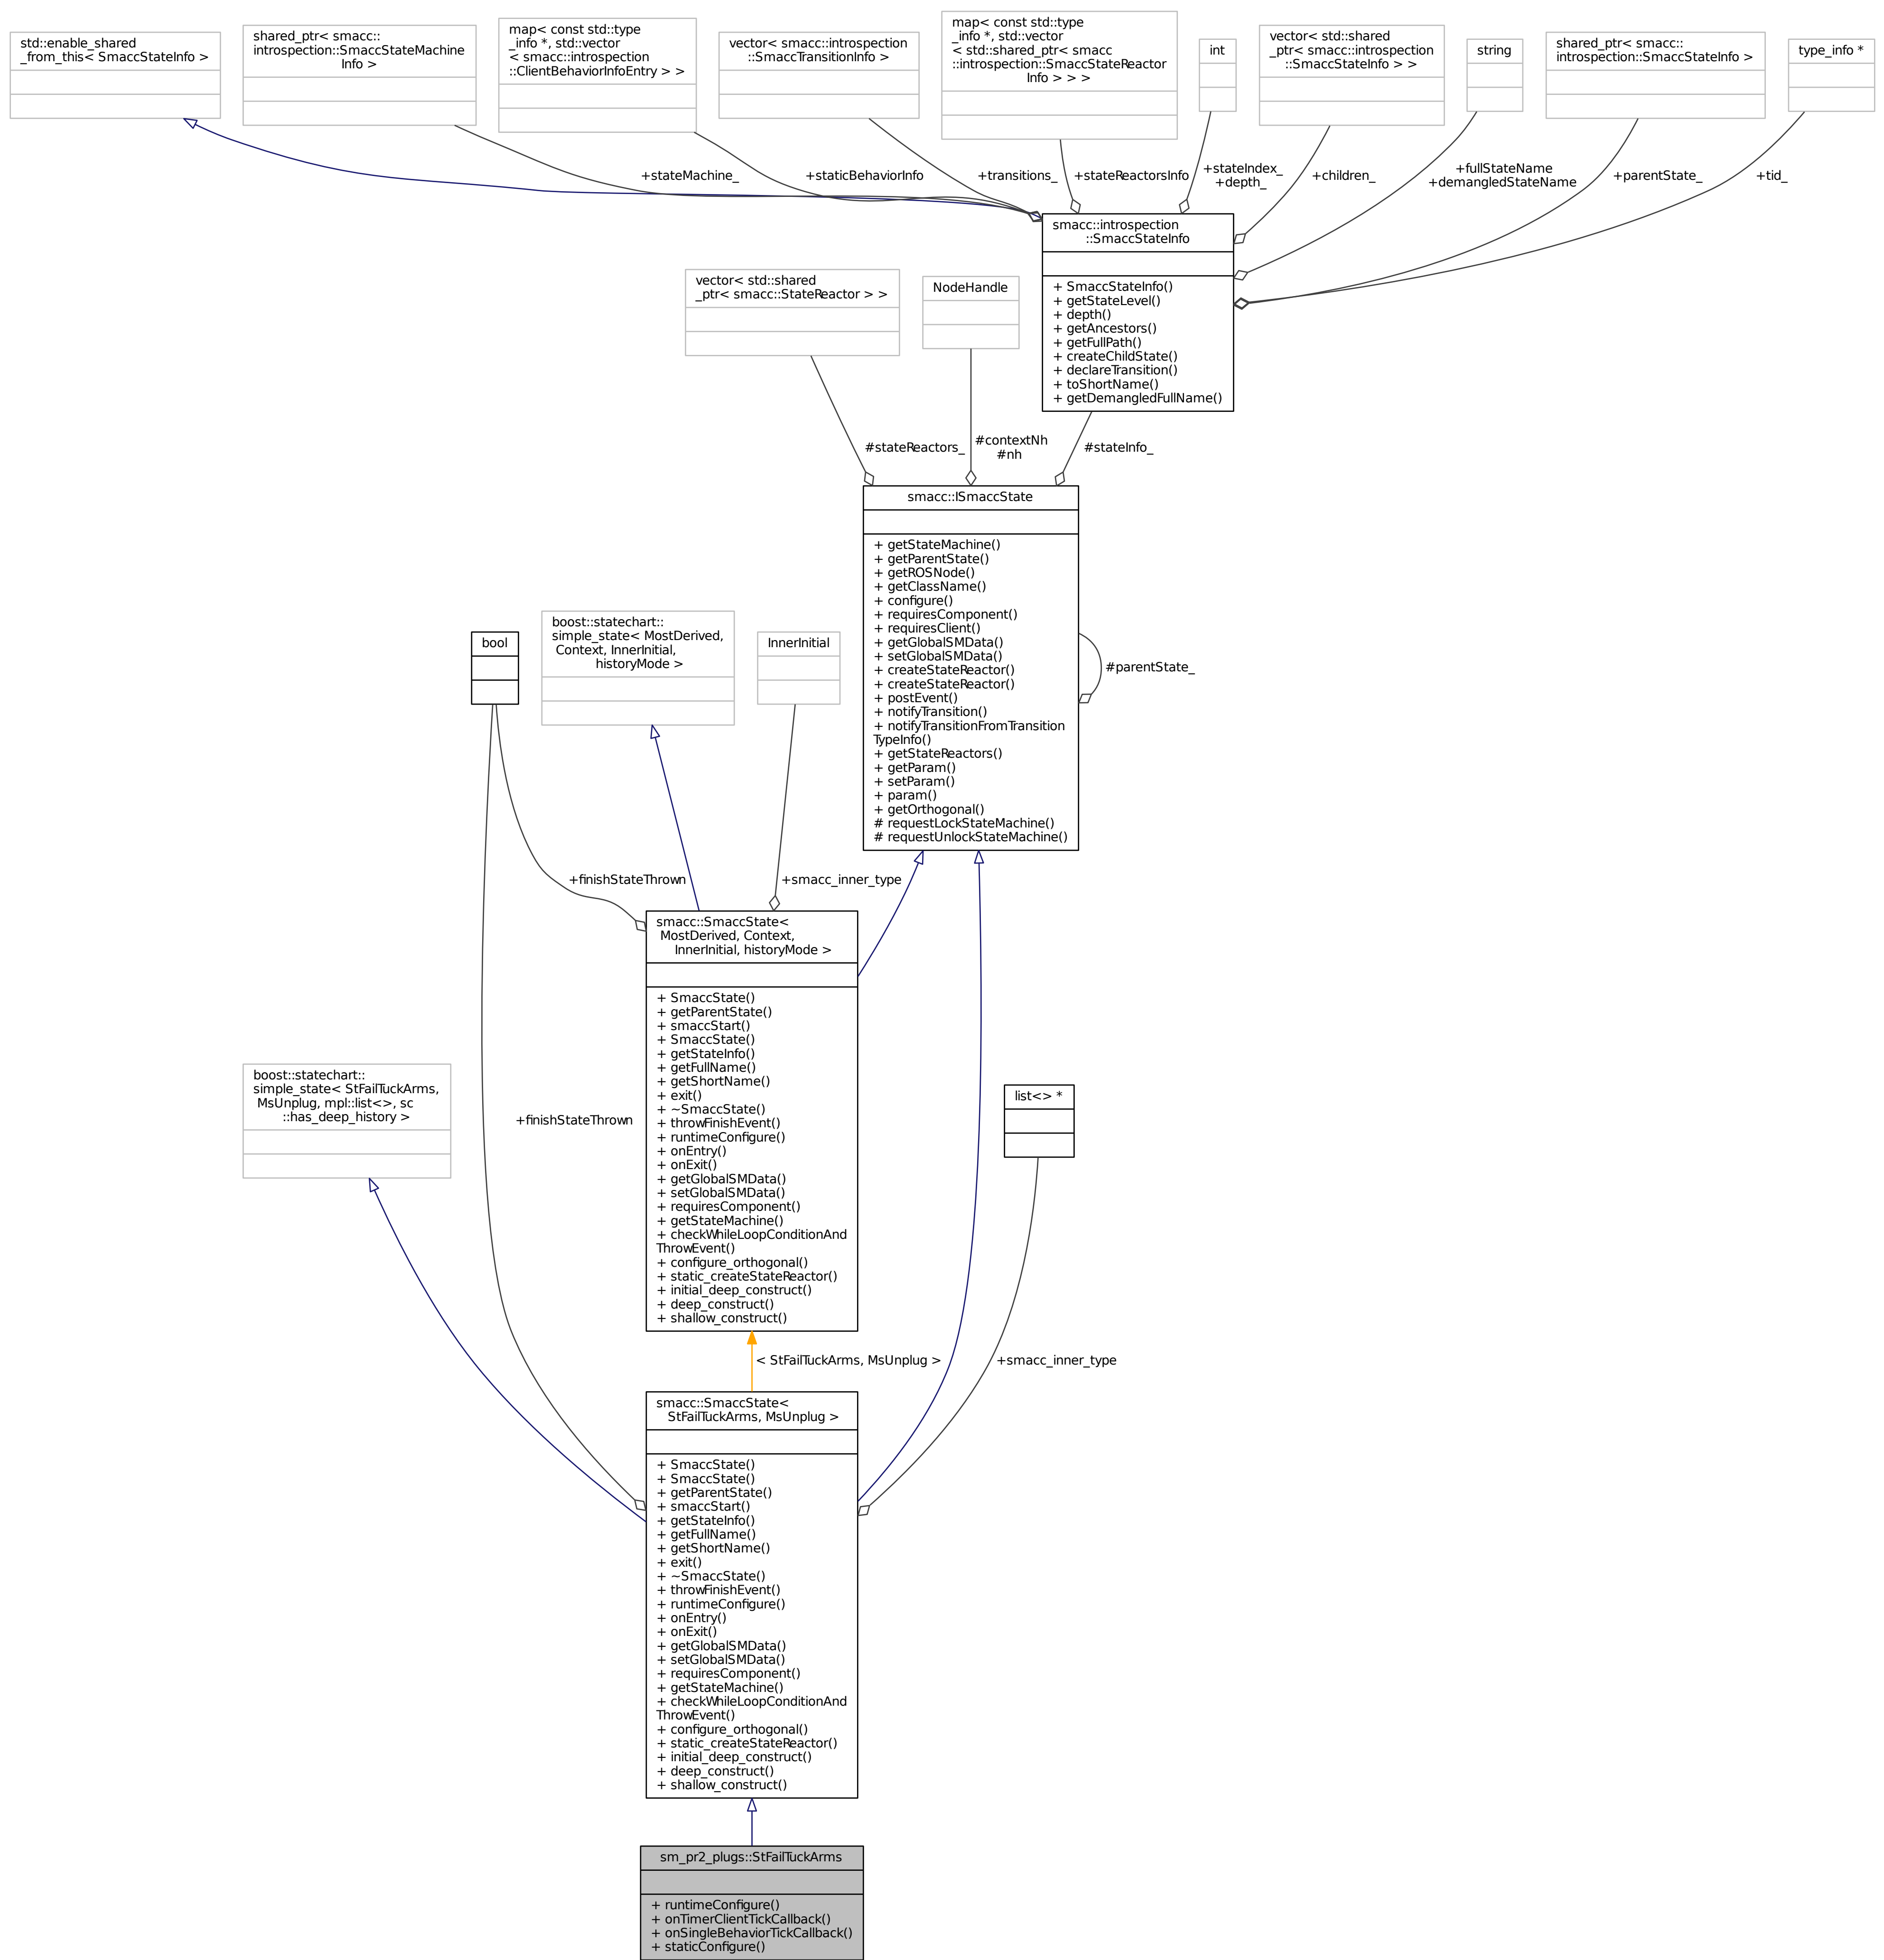 std::enable_shared
_from_this< SmaccStateInfo >
shared_ptr< smacc::
introspection::SmaccStateMachine
Info >
map< const std::type
_info *, std::vector
< smacc::introspection
::ClientBehaviorInfoEntry > >
vector< smacc::introspection
::SmaccTransitionInfo >
map< const std::type
_info *, std::vector
< std::shared_ptr< smacc
::introspection::SmaccStateReactor
Info > > >
int
vector< std::shared
_ptr< smacc::introspection
::SmaccStateInfo > >
string
shared_ptr< smacc::
introspection::SmaccStateInfo >
type_info *
+stateMachine_
+staticBehaviorInfo
+transitions_
+stateReactorsInfo
+stateIndex_
+depth_
+children_
+fullStateName
+demangledStateName
+parentState_
+tid_
smacc::introspection
::SmaccStateInfo
+ SmaccStateInfo()
+ getStateLevel()
+ depth()
+ getAncestors()
+ getFullPath()
+ createChildState()
+ declareTransition()
+ toShortName()
+ getDemangledFullName()
vector< std::shared
_ptr< smacc::StateReactor > >
NodeHandle
#stateReactors_
#contextNh
#nh
#stateInfo_
smacc::ISmaccState
+ getStateMachine()
+ getParentState()
+ getROSNode()
+ getClassName()
+ configure()
+ requiresComponent()
+ requiresClient()
+ getGlobalSMData()
+ setGlobalSMData()
+ createStateReactor()
+ createStateReactor()
+ postEvent()
+ notifyTransition()
+ notifyTransitionFromTransition
TypeInfo()
+ getStateReactors()
+ getParam()
+ setParam()
+ param()
+ getOrthogonal()
# requestLockStateMachine()
# requestUnlockStateMachine()
#parentState_
bool
boost::statechart::
simple_state< MostDerived,
Context, InnerInitial,
historyMode >
InnerInitial
+finishStateThrown
+smacc_inner_type
smacc::SmaccState<
MostDerived, Context,
InnerInitial, historyMode >
+ SmaccState()
+ getParentState()
+ smaccStart()
+ SmaccState()
+ getStateInfo()
+ getFullName()
+ getShortName()
+ exit()
+ ~SmaccState()
+ throwFinishEvent()
+ runtimeConfigure()
+ onEntry()
+ onExit()
+ getGlobalSMData()
+ setGlobalSMData()
+ requiresComponent()
+ getStateMachine()
+ checkWhileLoopConditionAnd
ThrowEvent()
+ configure_orthogonal()
+ static_createStateReactor()
+ initial_deep_construct()
+ deep_construct()
+ shallow_construct()
boost::statechart::
simple_state< StFailTuckArms,
MsUnplug, mpl::list<>, sc
::has_deep_history >
+finishStateThrown
list<> *
< StFailTuckArms, MsUnplug >
+smacc_inner_type
smacc::SmaccState<
StFailTuckArms, MsUnplug >
+ SmaccState()
+ SmaccState()
+ getParentState()
+ smaccStart()
+ getStateInfo()
+ getFullName()
+ getShortName()
+ exit()
+ ~SmaccState()
+ throwFinishEvent()
+ runtimeConfigure()
+ onEntry()
+ onExit()
+ getGlobalSMData()
+ setGlobalSMData()
+ requiresComponent()
+ getStateMachine()
+ checkWhileLoopConditionAnd
ThrowEvent()
+ configure_orthogonal()
+ static_createStateReactor()
+ initial_deep_construct()
+ deep_construct()
+ shallow_construct()
sm_pr2_plugs::StFailTuckArms
+ runtimeConfigure()
+ onTimerClientTickCallback()
+ onSingleBehaviorTickCallback()
+ staticConfigure()